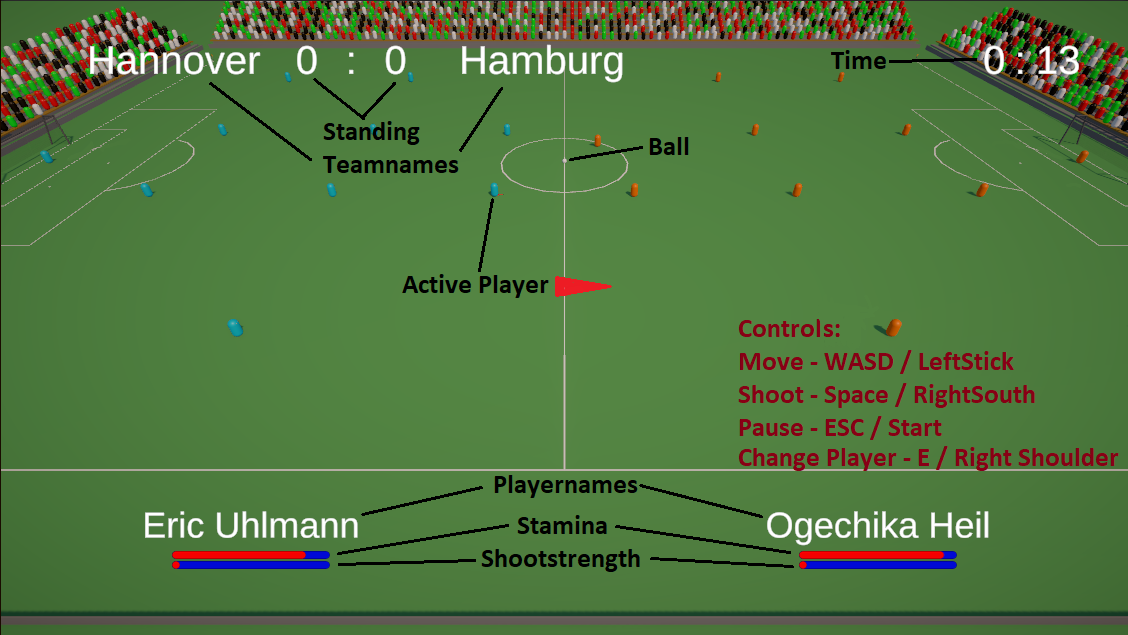 Hannover 0 : 0 Hamburg
Time
0 : 13
Standing
Teamnames
Ball
Active Player
Controls:
Move - WASD / LeftStick
Shoot - Space / RightSouth
Pause - ESC / Start
Change Player - E / Right Shoulder
Playernames
Eric Uhlmann
Stamina
Ogechika Heil
Shootstrength